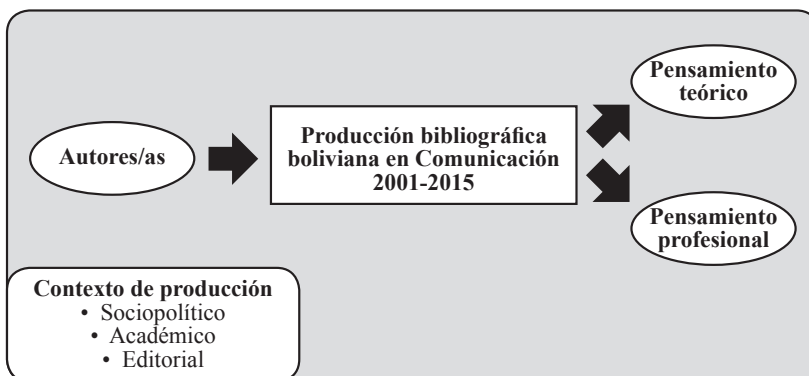 Autores/as
Producción bibliográfica
boliviana en Comunicación
2001-2015
Pensamiento
teórico
Pensamiento
profesional
Contexto de producción
• Sociopolítico
• Académico
• Editorial